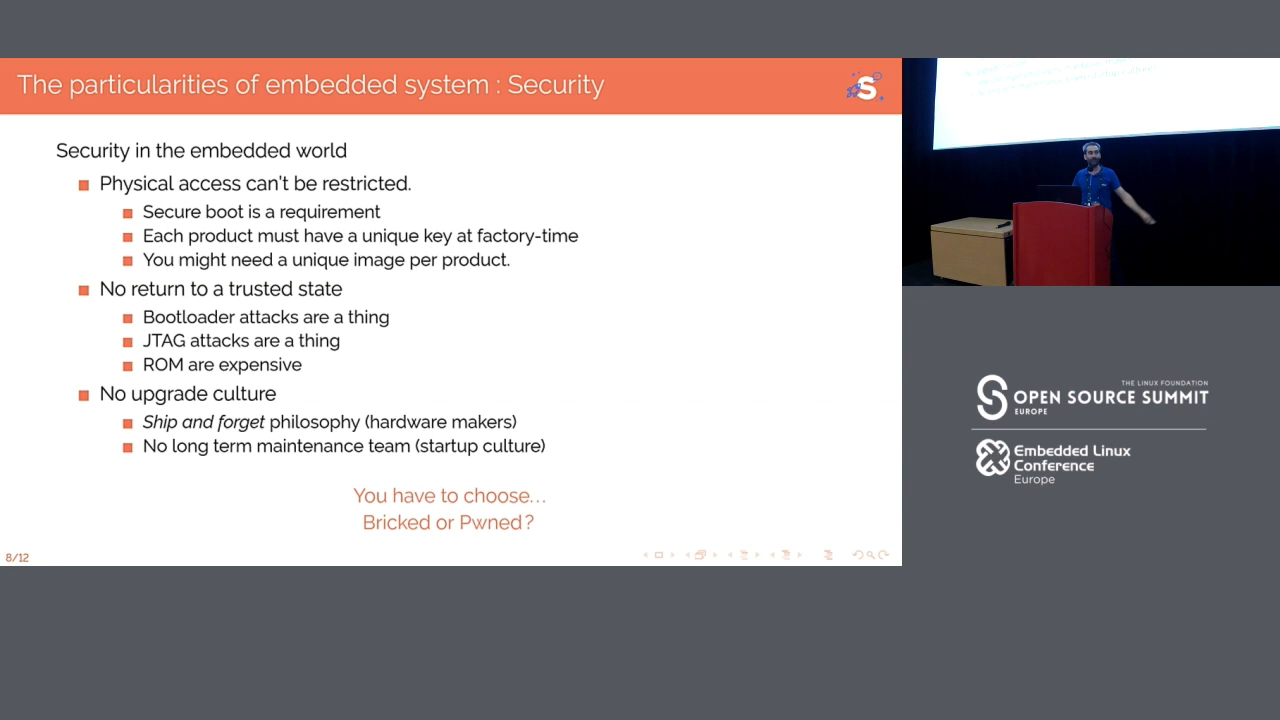 The particularities of embedded system : Security
S
Security in the embedded world
Physical access can't be restricted.
Secure boot is a requirement
Each product must have a unique key at factory-time
You might need a unique image per product.
No return to a trusted state
Bootloader attacks are a thing
JTAG attacks are a thing
ROM are expensive
No upgrade culture
Ship and forget philosophy (hardware makers)
No long term maintenance team (startup culture)
You have to choose...
Bricked or Pwned?
8/12
THE LINUX FOUNDATION
OPEN SOURCE SUMMIT
EUROPE
Embedded Linux
Conference
Europe